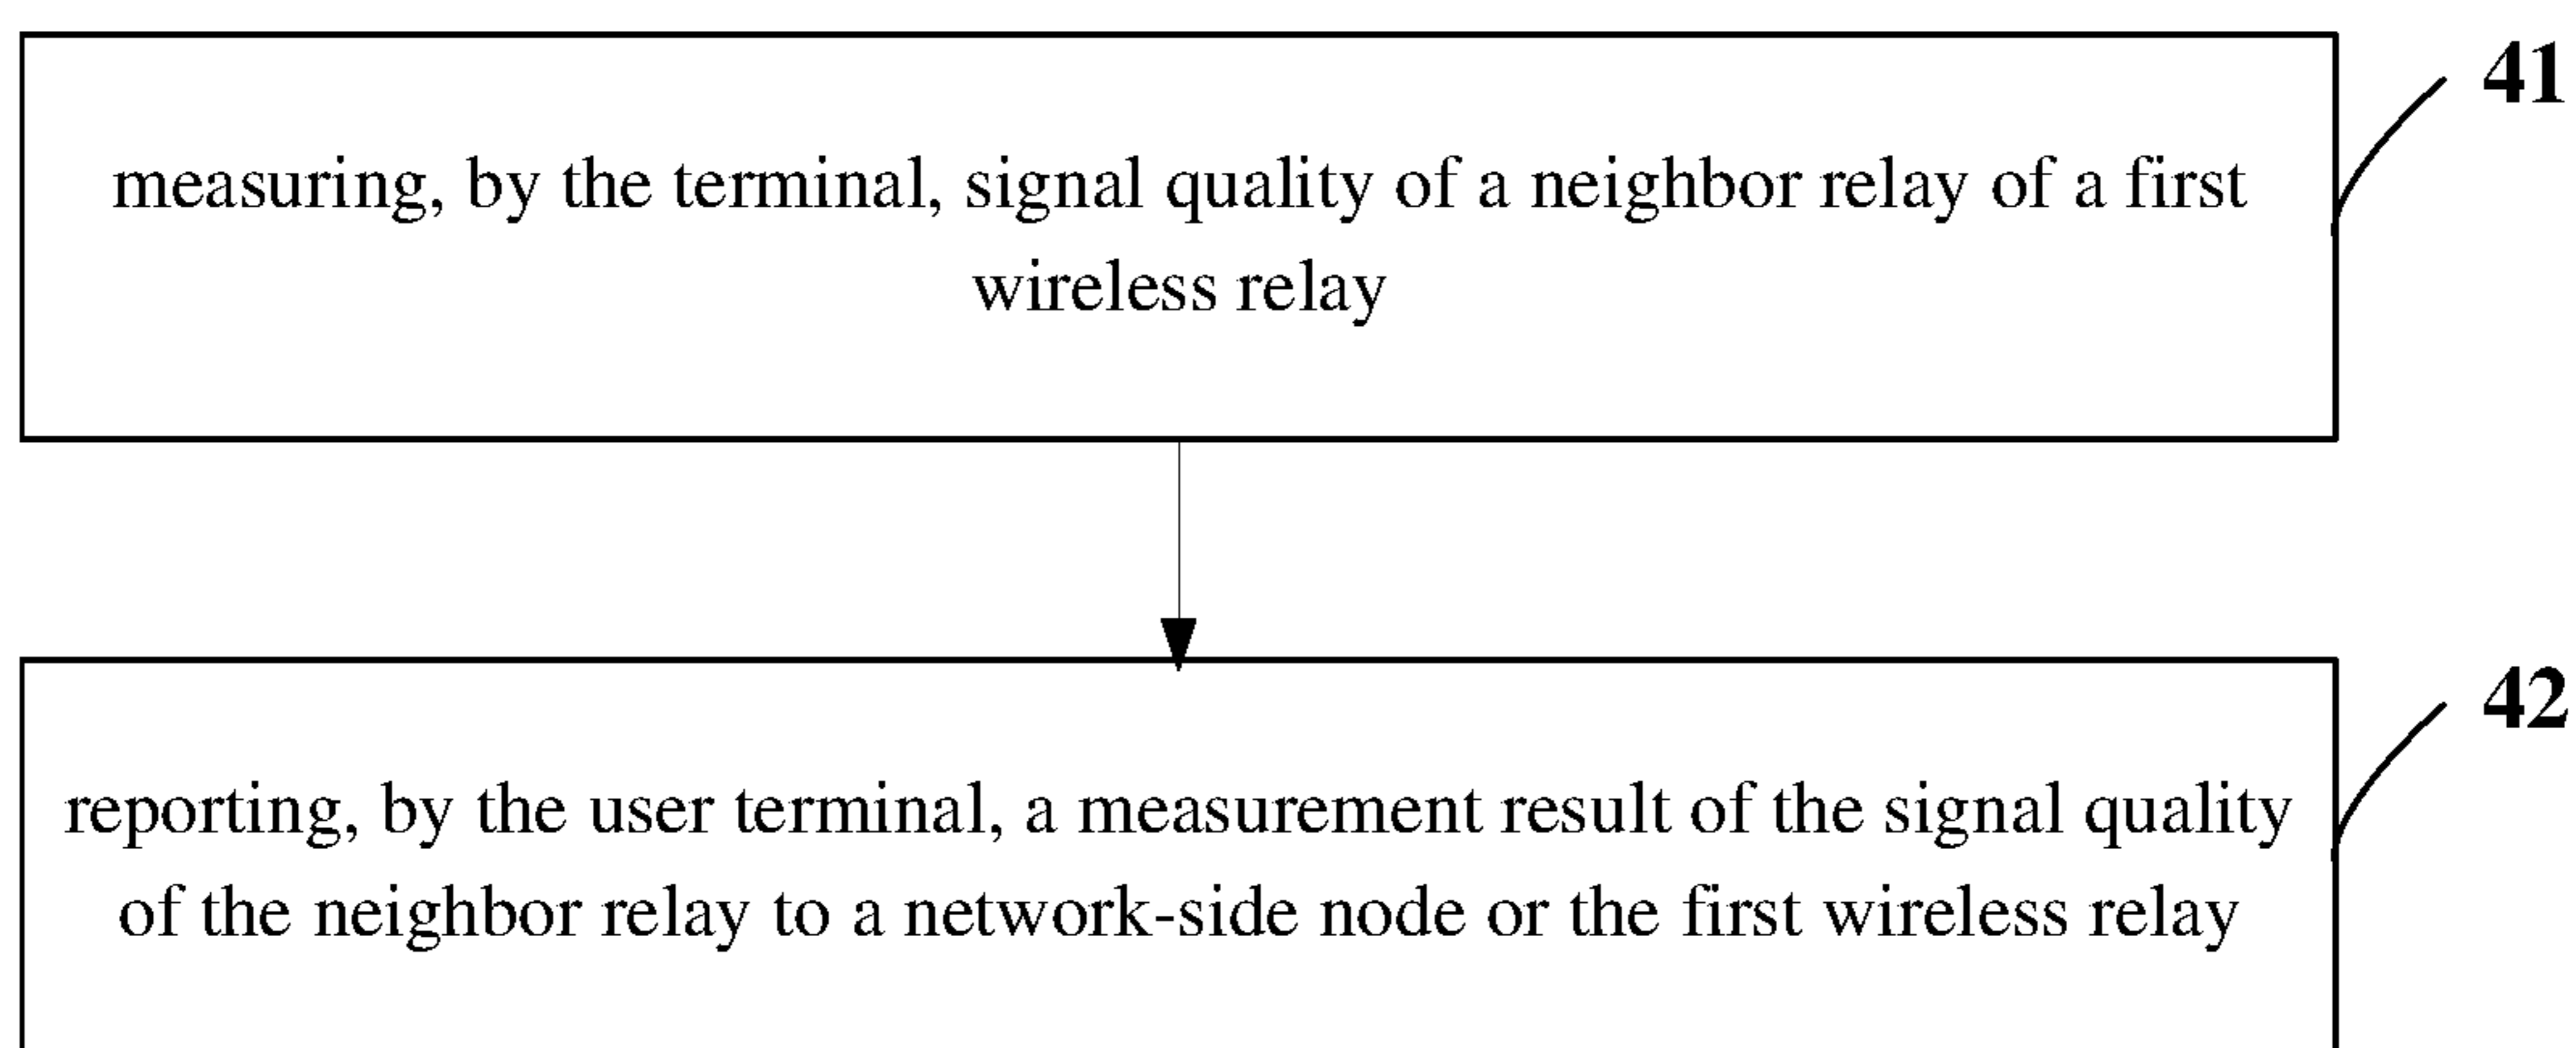 41
measuring, by the terminal, signal quality of a neighbor relay of a first
wireless relay
42
reporting, by the user terminal, a measurement result of the signal quality
of the neighbor relay to a network-side node or the first wireless relay